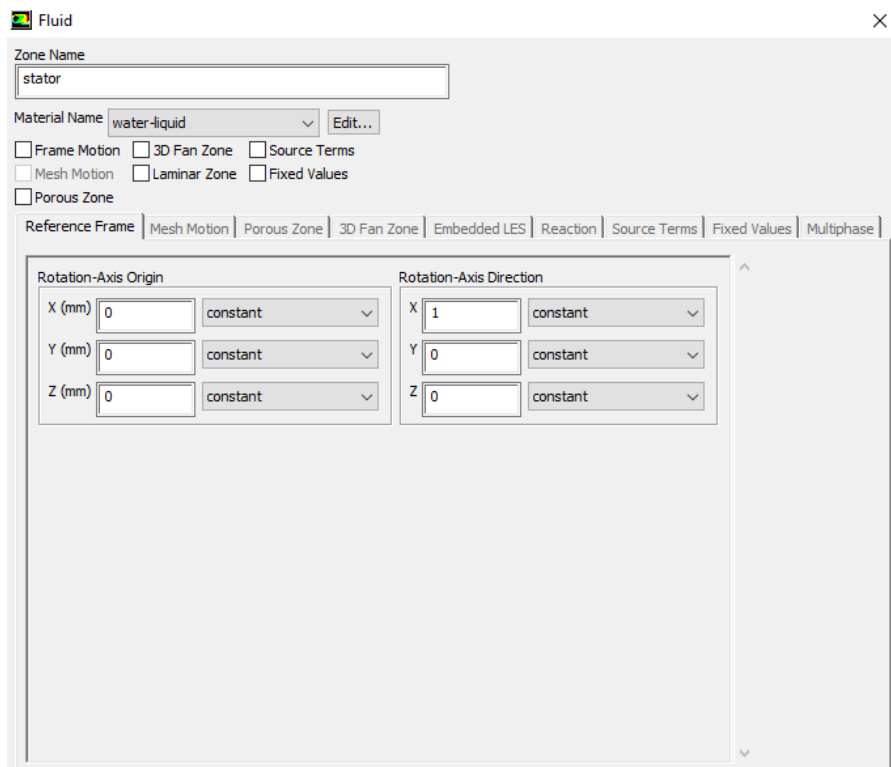 Fluid
Zone Name
stator
Material Name water-liquid Edit...
Frame Motion 3D Fan Zone Source Terms
Mesh Motion Laminar Zone Fixed Values
Porous Zone
Reference Frame Mesh Motion Porous Zone 3D Fan Zone Embedded LES Reaction Source Terms Fixed Values Multiphase
Rotation-Axis Origin Rotation-Axis Direction
X (mm) 0 constant X 1 constant
Y (mm) 0 constant Y 0 constant
Z (mm) 0 constant Z 0 constant